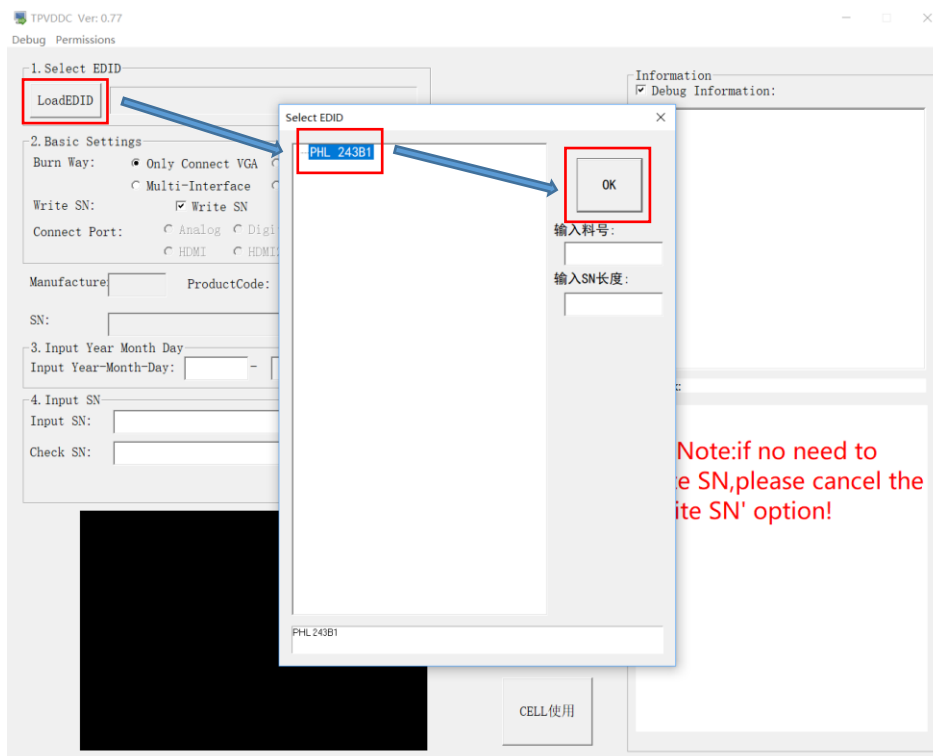 TPVDDC Ver: 0.77
Debug Permissions
1. Select EDID
LoadEDID
2. Basic Settings
Burn Way: Only Connect VGA
Multi-Interface
Write SN: Write SN
Connect Port: Analog Digi
HDMI HDMI
Manufacture: ProductCode:
SN:
3. Input Year Month Day
Input Year-Month-Day: -
4. Input SN
Input SN:
Check SN:
Select EDID
PHL 243B1
OK
输入料号:
输入SN长度:
PHL 243B1
Information
Debug Information:
Note:if no need to
e SN,please cancel the
ite SN' option!
CELL使用